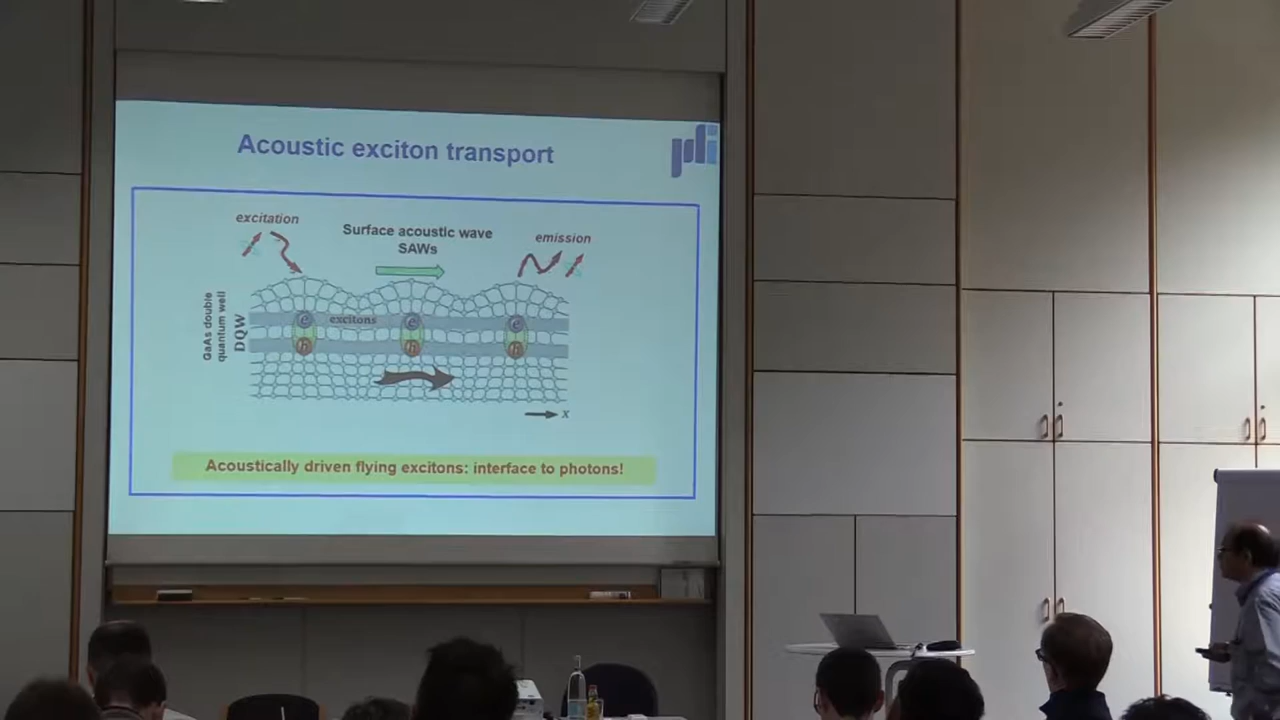 Acoustic exciton transport
pdi
excitation
Surface acoustic wave
SAWs
emission
GaAs double
quantum well
DQW
excitons
e
e
e
h
h
h
x
Acoustically driven flying excitons: interface to photons!